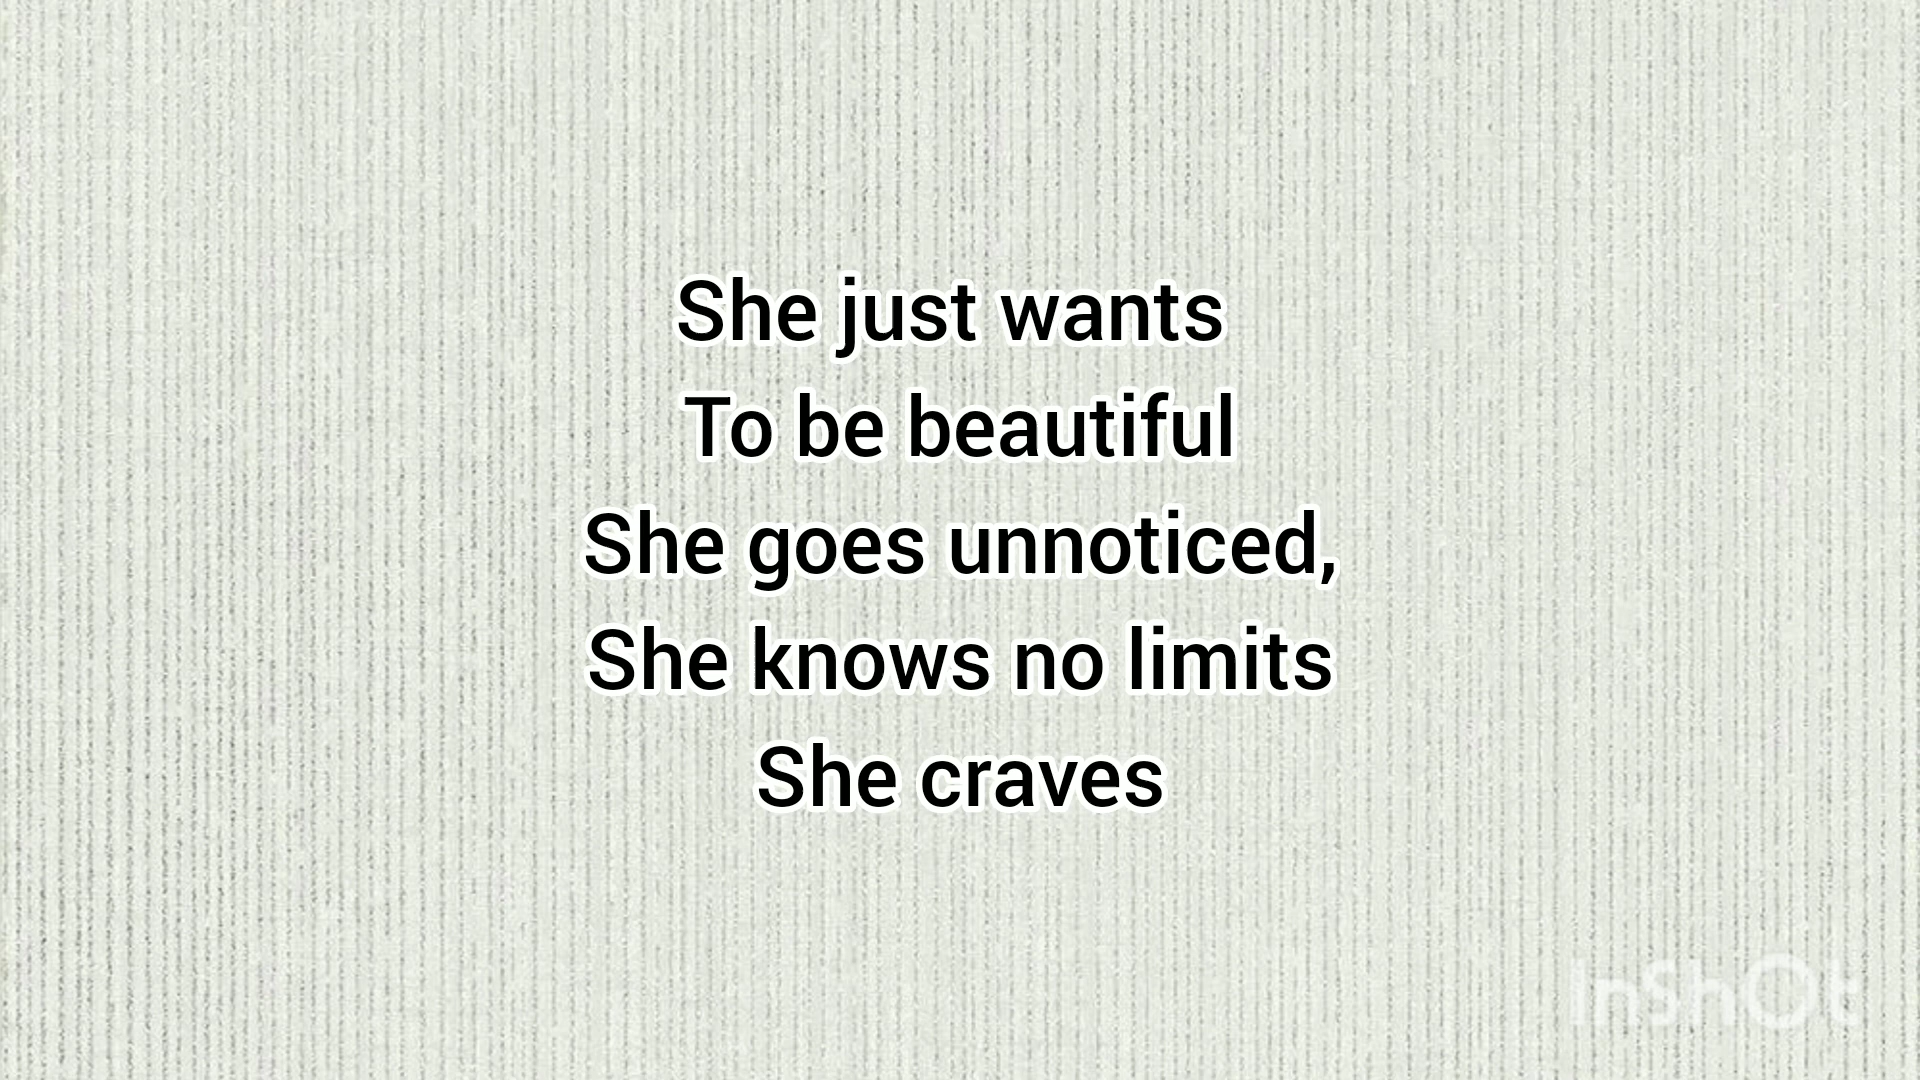 She just wants
To be beautiful
She goes unnoticed,
She knows no limits
She craves
InShOt